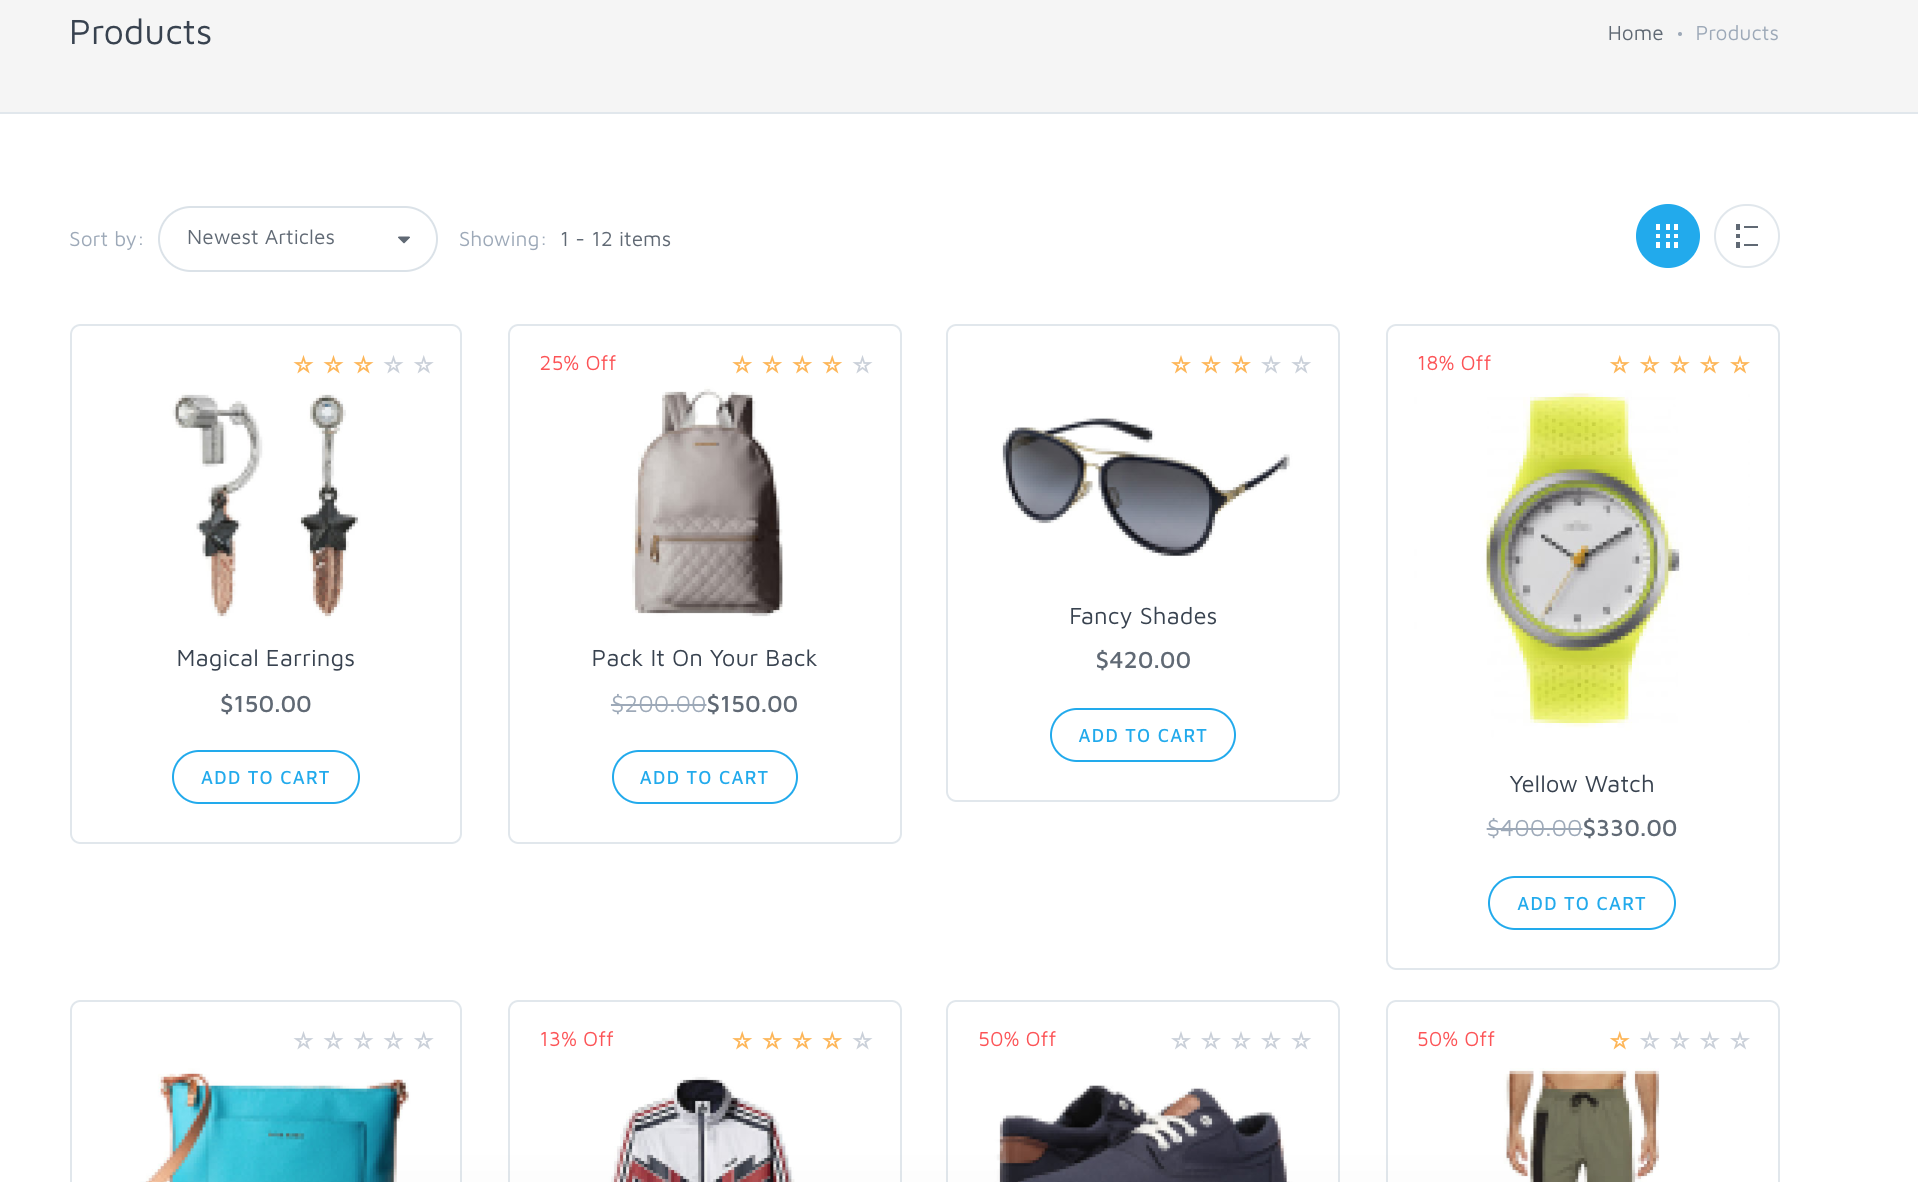 Products
Home • Products
Sort by: Newest Articles Showing: 1 - 12 items
25% Off
18% Off
Magical Earrings
$150.00
ADD TO CART
Pack It On Your Back
$200.00$150.00
ADD TO CART
Fancy Shades
$420.00
ADD TO CART
Yellow Watch
$400.00$330.00
ADD TO CART
13% Off
50% Off
50% Off